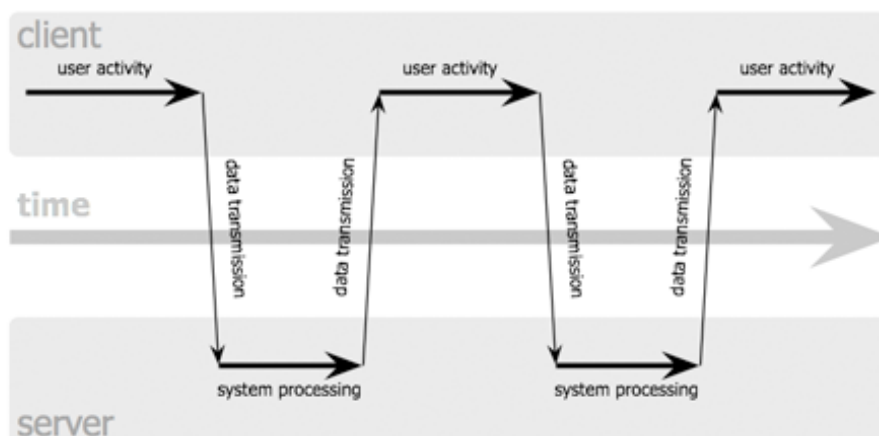 client
user activity
user activity
user activity
data transmission
data transmission
data transmission
data transmission
time
system processing
system processing
server